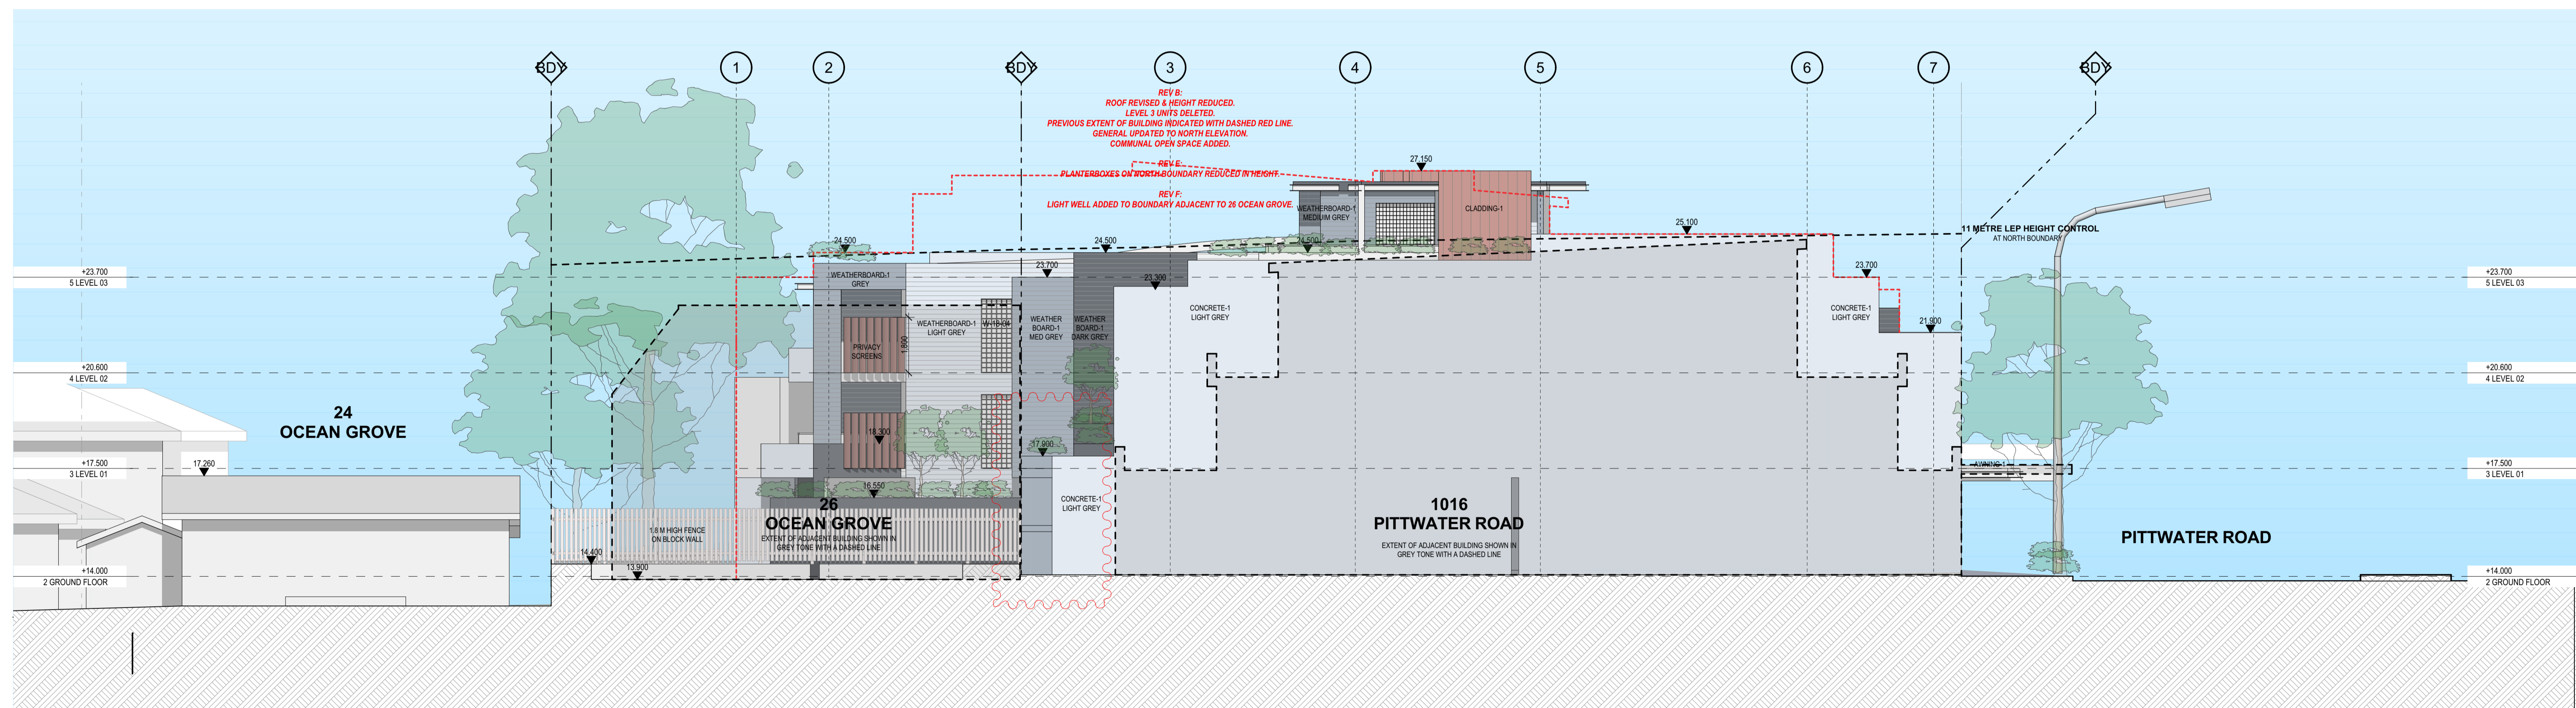 BDY
1
2
BDY
3
4
5
6
7
BDY
REV B:
ROOF REVISED & HEIGHT REDUCED.
LEVEL 3 UNITS DELETED.
PREVIOUS EXTENT OF BUILDING INDICATED WITH DASHED RED LINE.
GENERAL UPDATED TO NORTH ELEVATION.
COMMUNAL OPEN SPACE ADDED.
REV E:
PLANTERBOXES ON NORTH BOUNDARY REDUCED IN HEIGHT.
REV F:
LIGHT WELL ADDED TO BOUNDARY ADJACENT TO 26 OCEAN GROVE.
27.150
WEATHERBOARD-1
MEDIUIM GREY
CLADDING-1
25.100
11 METRE LEP HEIGHT CONTROL
AT NORTH BOUNDARY
24.500
24.500
24.500
+23.700
5 LEVEL 03
WEATHERBOARD-1
GREY
23.700
23.300
23.700
+23.700
5 LEVEL 03
CONCRETE-1
LIGHT GREY
CONCRETE-1
LIGHT GREY
WEATHERBOARD-1
LIGHT GREY
WEATHER
BOARD-1
MED GREY
WEATHER
BOARD-1
DARK GREY
21.900
PRIVACY
SCREENS
1,800
+20.600
4 LEVEL 02
+20.600
4 LEVEL 02
24
OCEAN GROVE
18.300
17.900
+17.500
3 LEVEL 01
17.260
AWNING-1
+17.500
3 LEVEL 01
16.550
CONCRETE-1
LIGHT GREY
26
OCEAN GROVE
EXTENT OF ADJACENT BUILDING SHOWN IN
GREY TONE WITH A DASHED LINE
1.8 M HIGH FENCE
ON BLOCK WALL
1016
PITTWATER ROAD
EXTENT OF ADJACENT BUILDING SHOWN IN
GREY TONE WITH A DASHED LINE
PITTWATER ROAD
14.400
13.900
+14.000
2 GROUND FLOOR
+14.000
2 GROUND FLOOR